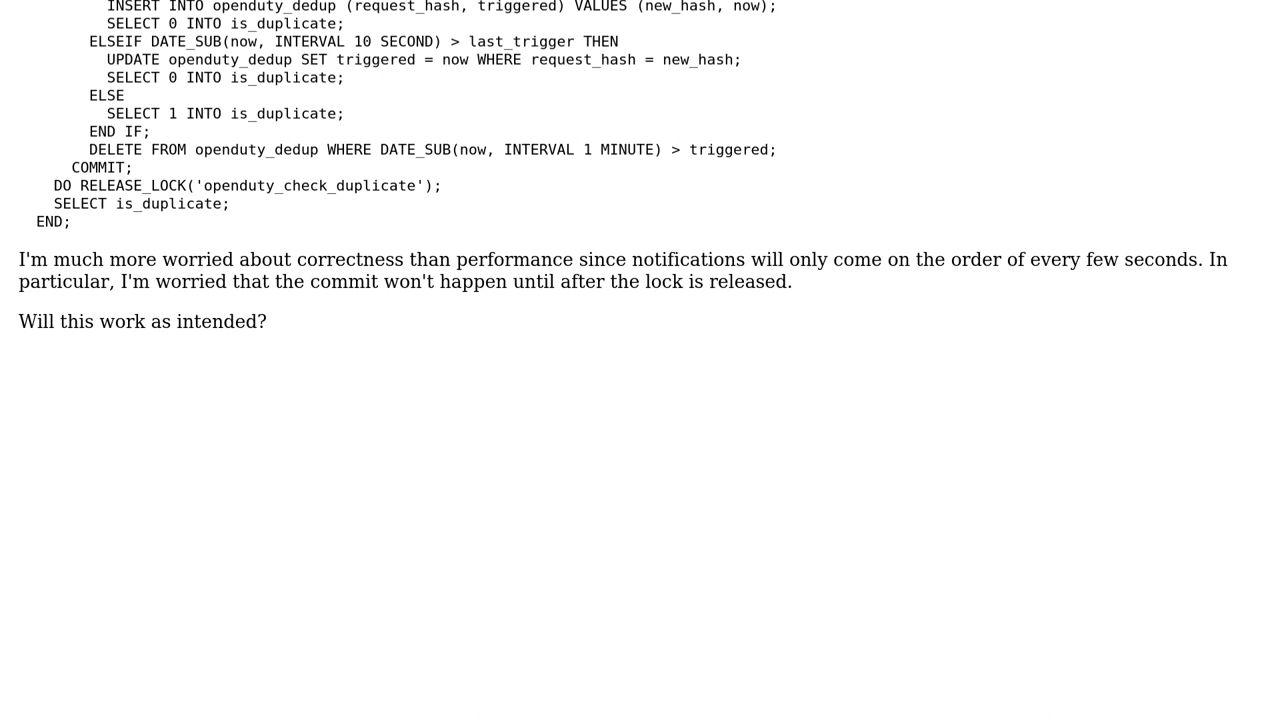 INSERT INTO openduty_dedup (request_hash, triggered) VALUES (new_hash, now);
SELECT 0 INTO is_duplicate;
ELSEIF DATE_SUB(now, INTERVAL 10 SECOND) > last_trigger THEN
UPDATE openduty_dedup SET triggered = now WHERE request_hash = new_hash;
SELECT 0 INTO is_duplicate;
ELSE
SELECT 1 INTO is_duplicate;
END IF;
DELETE FROM openduty_dedup WHERE DATE_SUB(now, INTERVAL 1 MINUTE) > triggered;
COMMIT;
DO RELEASE_LOCK('openduty_check_duplicate');
SELECT is_duplicate;
END;
I'm much more worried about correctness than performance since notifications will only come on the order of every few seconds. In
particular, I'm worried that the commit won't happen until after the lock is released.
Will this work as intended?